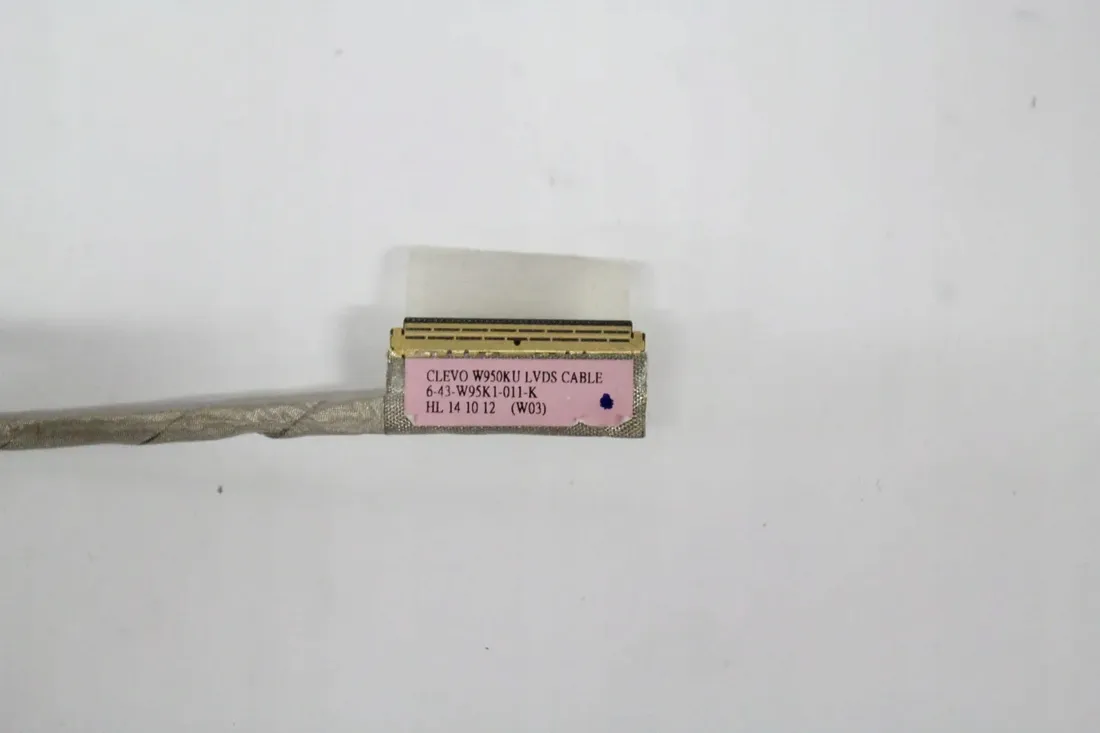 CLEVO W950KU LVDS CABLE
6-43-W95K1-011-K
HL 14 10 12 (W03)